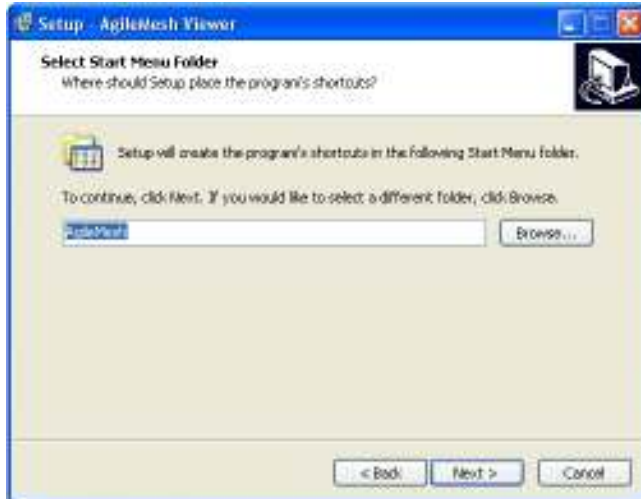 Setup - AgileMesh Viewer
Select Start Menu Folder
Where should Setup place the program's shortcuts?
Setup will create the program's shortcuts in the following Start Menu folder.
To continue, click Next. If you would like to select a different folder, click Browse.
AgileMesh
Browse...
< Back
Next >
Cancel